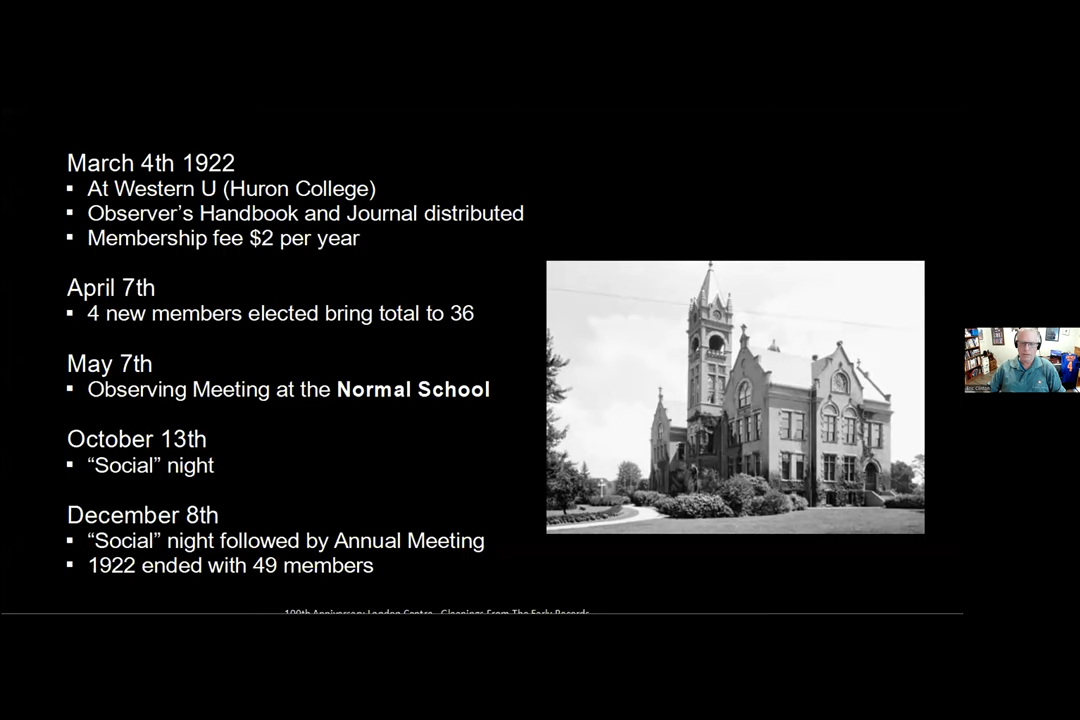 March 4th 1922
▪ At Western U (Huron College)
▪ Observer’s Handbook and Journal distributed
▪ Membership fee $2 per year
April 7th
▪ 4 new members elected bring total to 36
May 7th
▪ Observing Meeting at the Normal School
October 13th
▪ “Social” night
December 8th
▪ “Social” night followed by Annual Meeting
▪ 1922 ended with 49 members
100th Anniversary London Centre - Gleanings From The Early Records